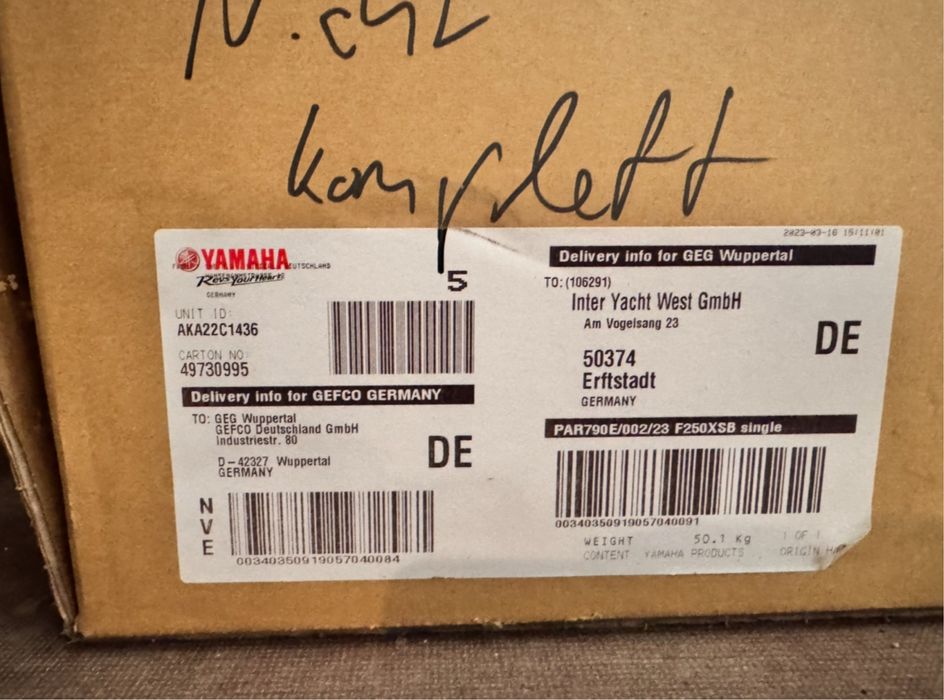 Nicht
komplett
2023-03-16 15:11:01
YAMAHA
Revs Your Heart
GERMANY
5
UNIT ID:
AKA22C1436
CARTON NO:
49730995
Delivery info for GEFCO GERMANY
TO: GEG Wuppertal
GEFCO Deutschland GmbH
Industriestr. 80
D-42327 Wuppertal
GERMANY
DE
NVE
00340350919057040084
Delivery info for GEG Wuppertal
TO: (106291)
Inter Yacht West GmbH
Am Vogelsang 23
50374
Erftstadt
GERMANY
DE
PAR790E/002/23 F250XSB single
00340350919057040091
WEIGHT 50.1 Kg 1 OF 1
CONTENT YAMAHA PRODUCTS ORIGIN